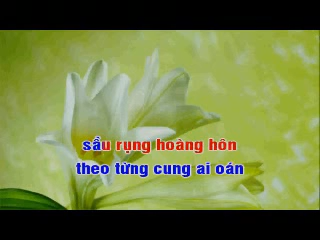 sầu rụng hoàng hôn
theo từng cung ai oán